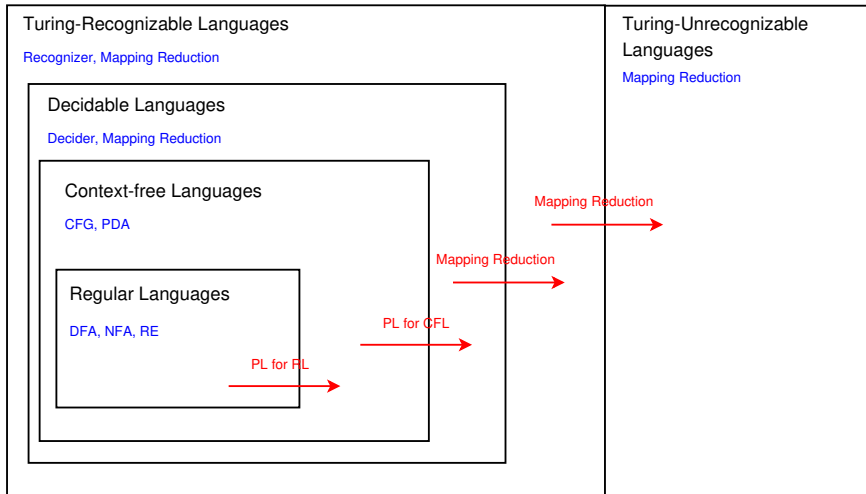 Turing-Recognizable Languages
Recognizer, Mapping Reduction
Turing-Unrecognizable
Languages
Mapping Reduction
Decidable Languages
Decider, Mapping Reduction
Context-free Languages
CFG, PDA
Mapping Reduction
Mapping Reduction
Regular Languages
DFA, NFA, RE
PL for CFL
PL for RL